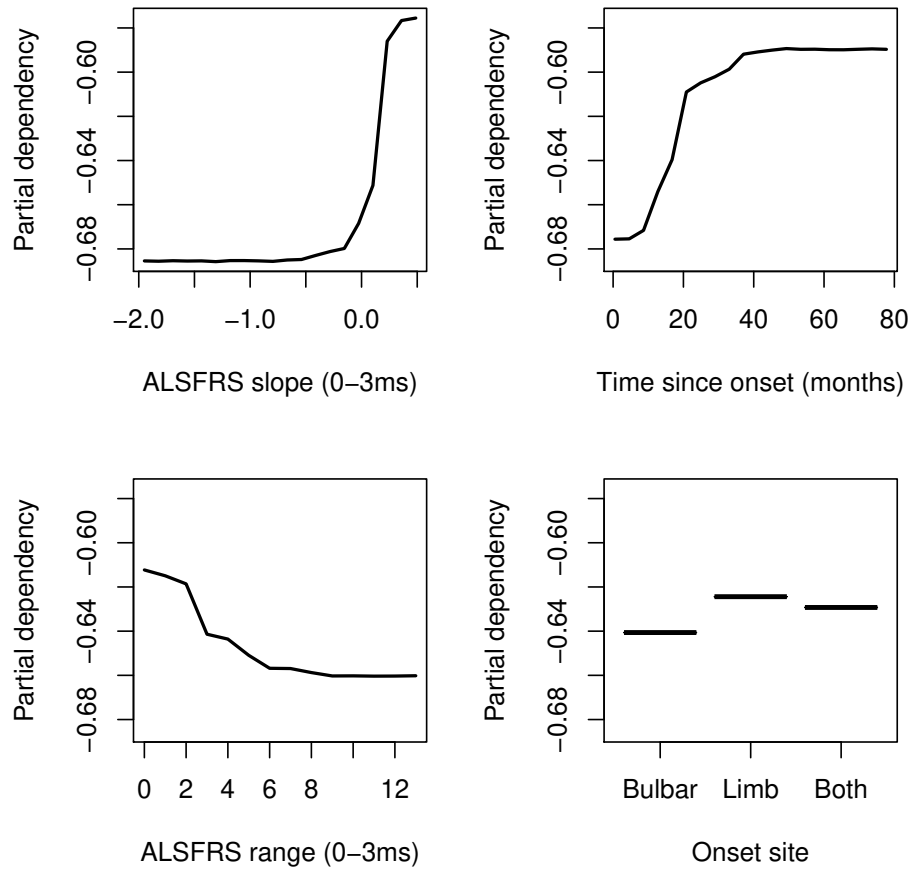 Partial dependency
−0.68 −0.64 −0.60
−2.0 −1.0 0.0
ALSFRS slope (0−3ms)
Partial dependency
−0.68 −0.64 −0.60
0 20 40 60 80
Time since onset (months)
Partial dependency
−0.68 −0.64 −0.60
0 2 4 6 8 12
ALSFRS range (0−3ms)
Partial dependency
−0.68 −0.64 −0.60
Bulbar Limb Both
Onset site